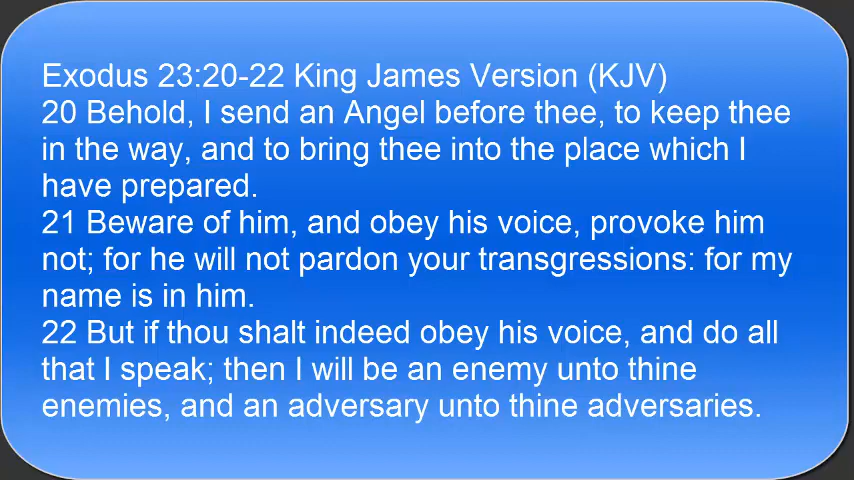 Exodus 23:20-22 King James Version (KJV)
20 Behold, I send an Angel before thee, to keep thee
in the way, and to bring thee into the place which I
have prepared.
21 Beware of him, and obey his voice, provoke him
not; for he will not pardon your transgressions: for my
name is in him.
22 But if thou shalt indeed obey his voice, and do all
that I speak; then I will be an enemy unto thine
enemies, and an adversary unto thine adversaries.